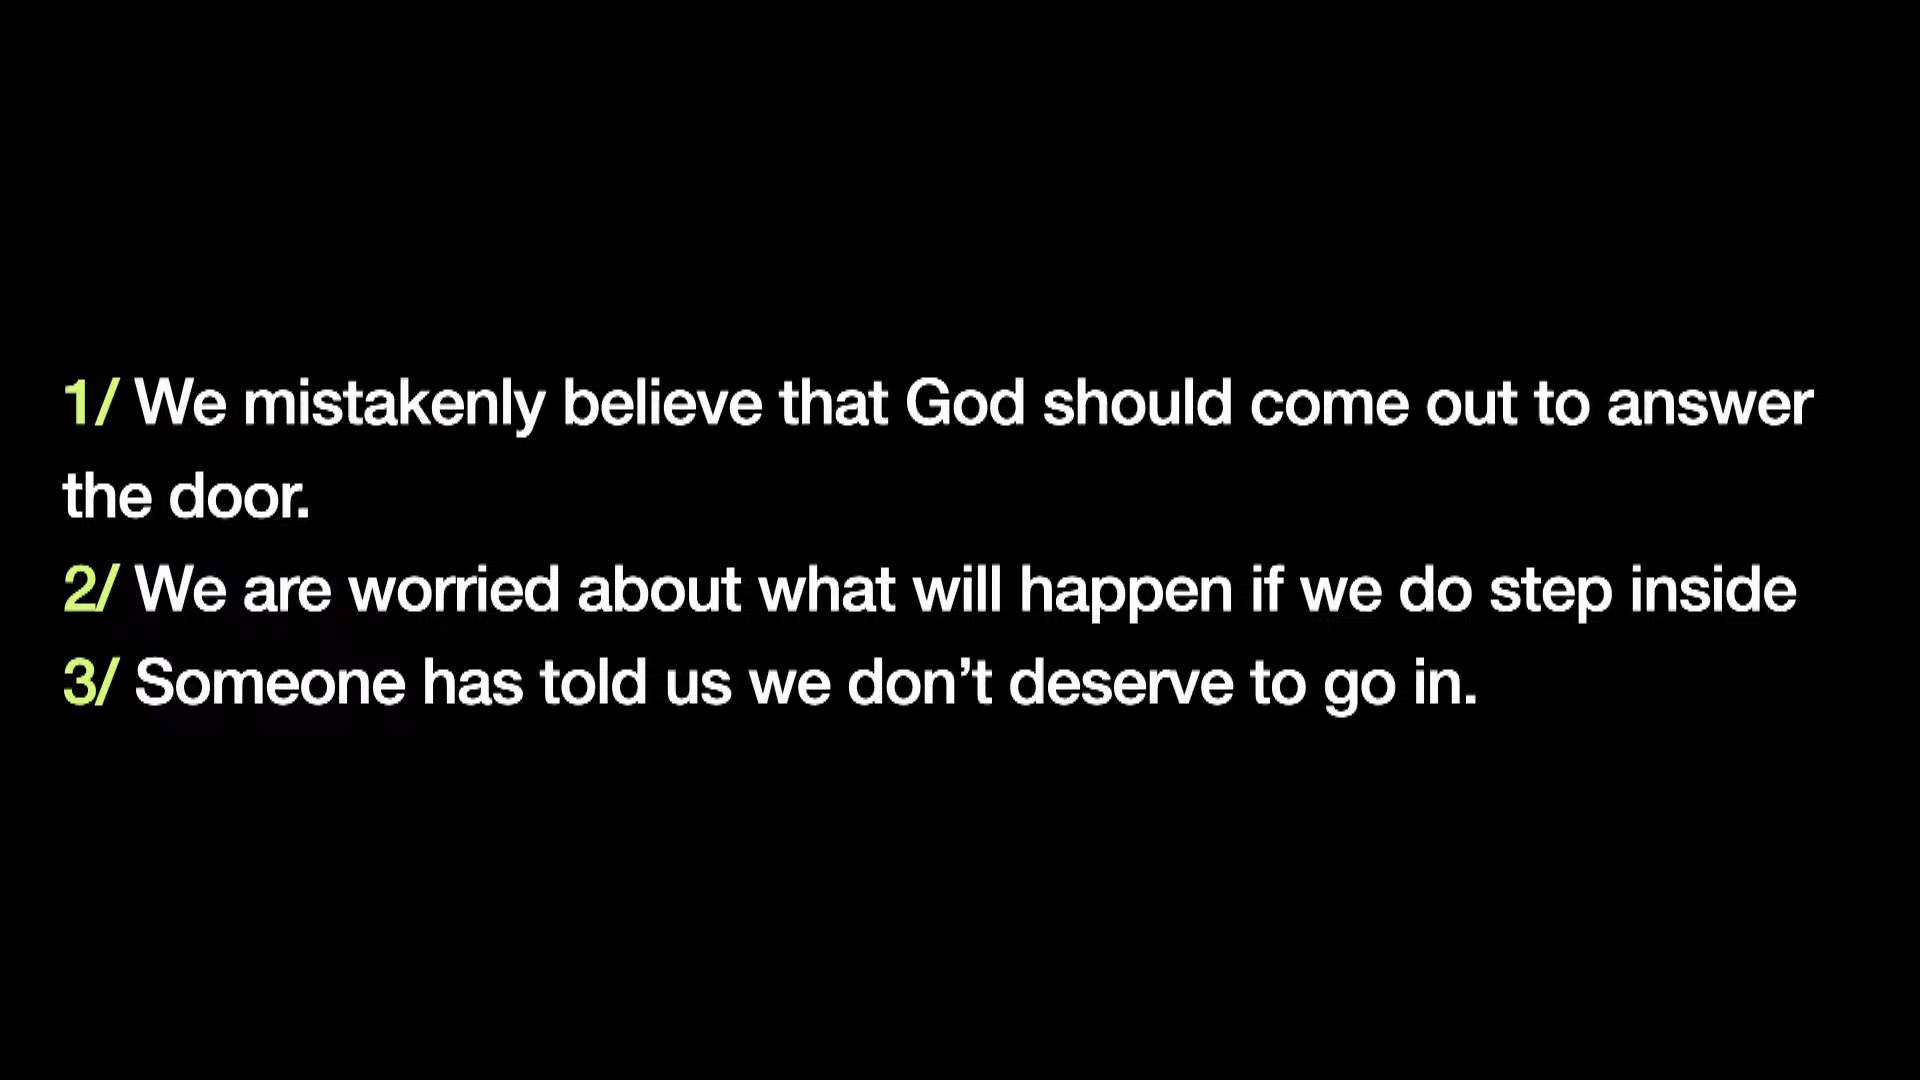 1/ We mistakenly believe that God should come out to answer
the door.
2/ We are worried about what will happen if we do step inside
3/ Someone has told us we don’t deserve to go in.